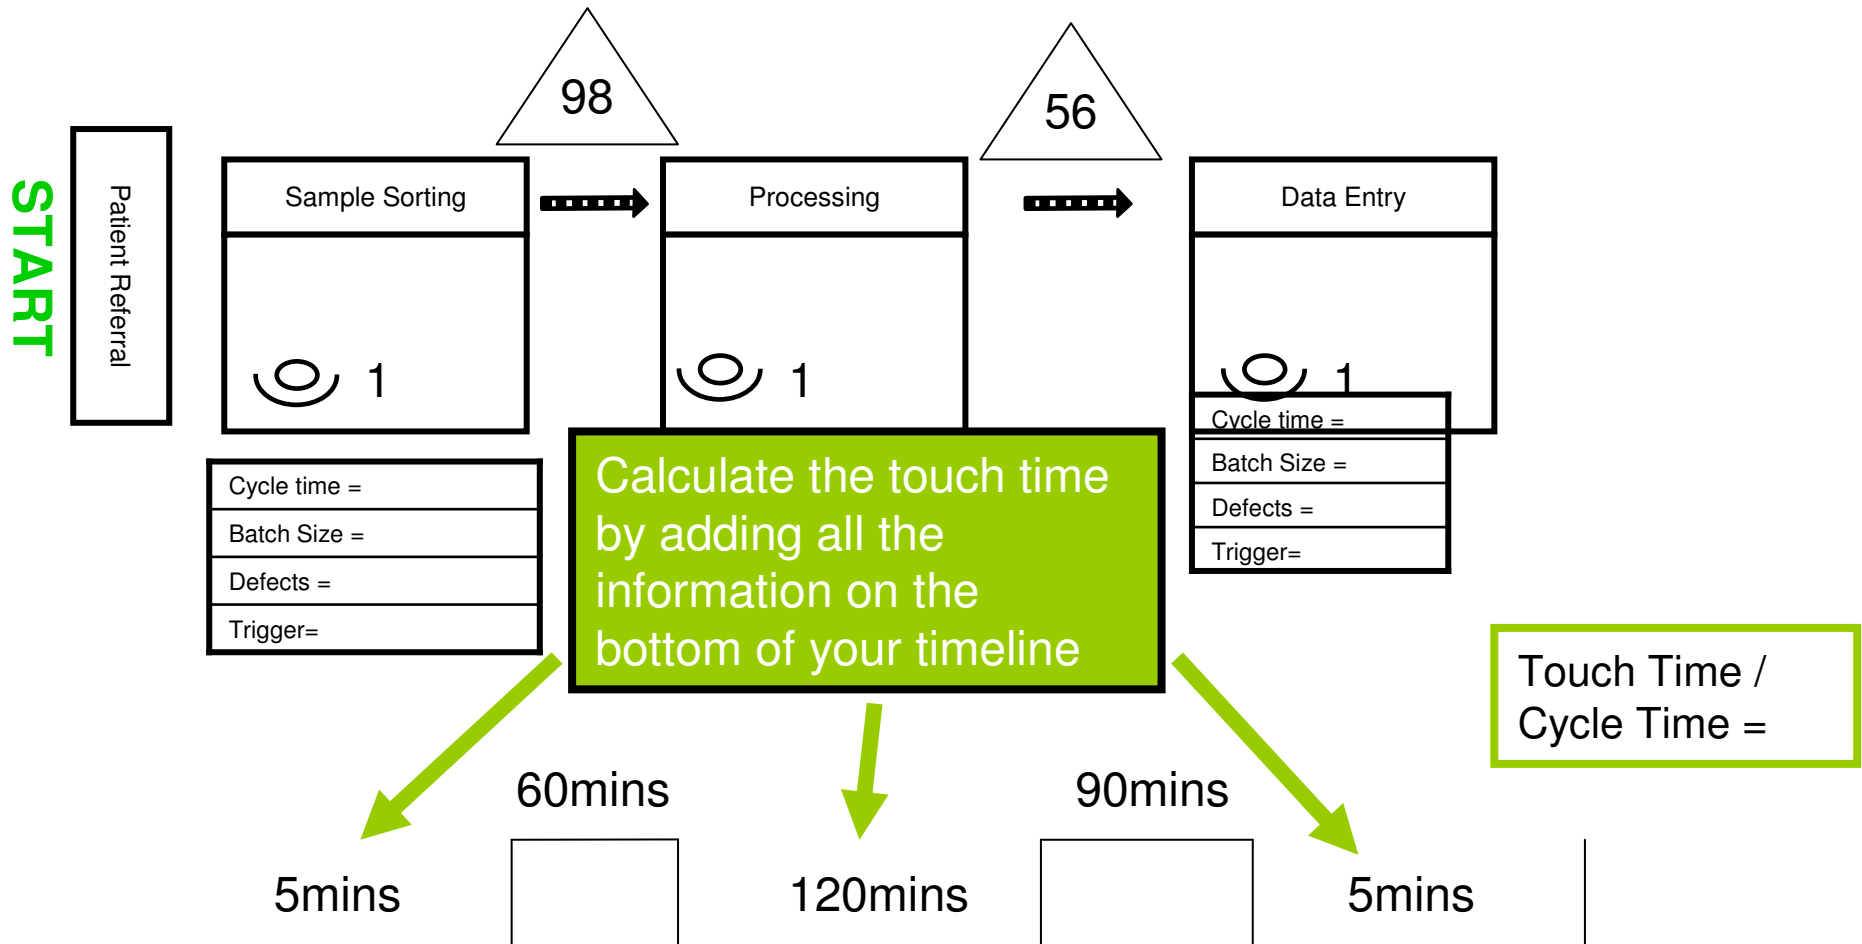 START
Patient Referral
98
56
Sample Sorting
Processing
Data Entry
1
1
1
Cycle time =
Batch Size =
Defects =
Trigger=
Calculate the touch time
by adding all the
information on the
bottom of your timeline
Cycle time =
Batch Size =
Defects =
Trigger=
Touch Time /
Cycle Time =
60mins
90mins
5mins
120mins
5mins